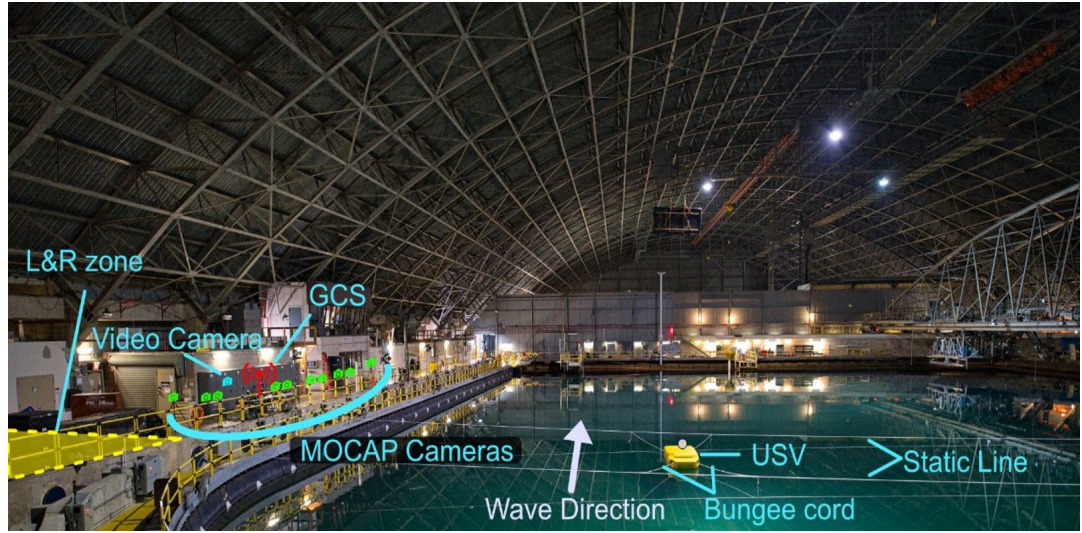 L&R zone
GCS
Video Camera
MOCAP Cameras
USV
Static Line
Wave Direction
Bungee cord